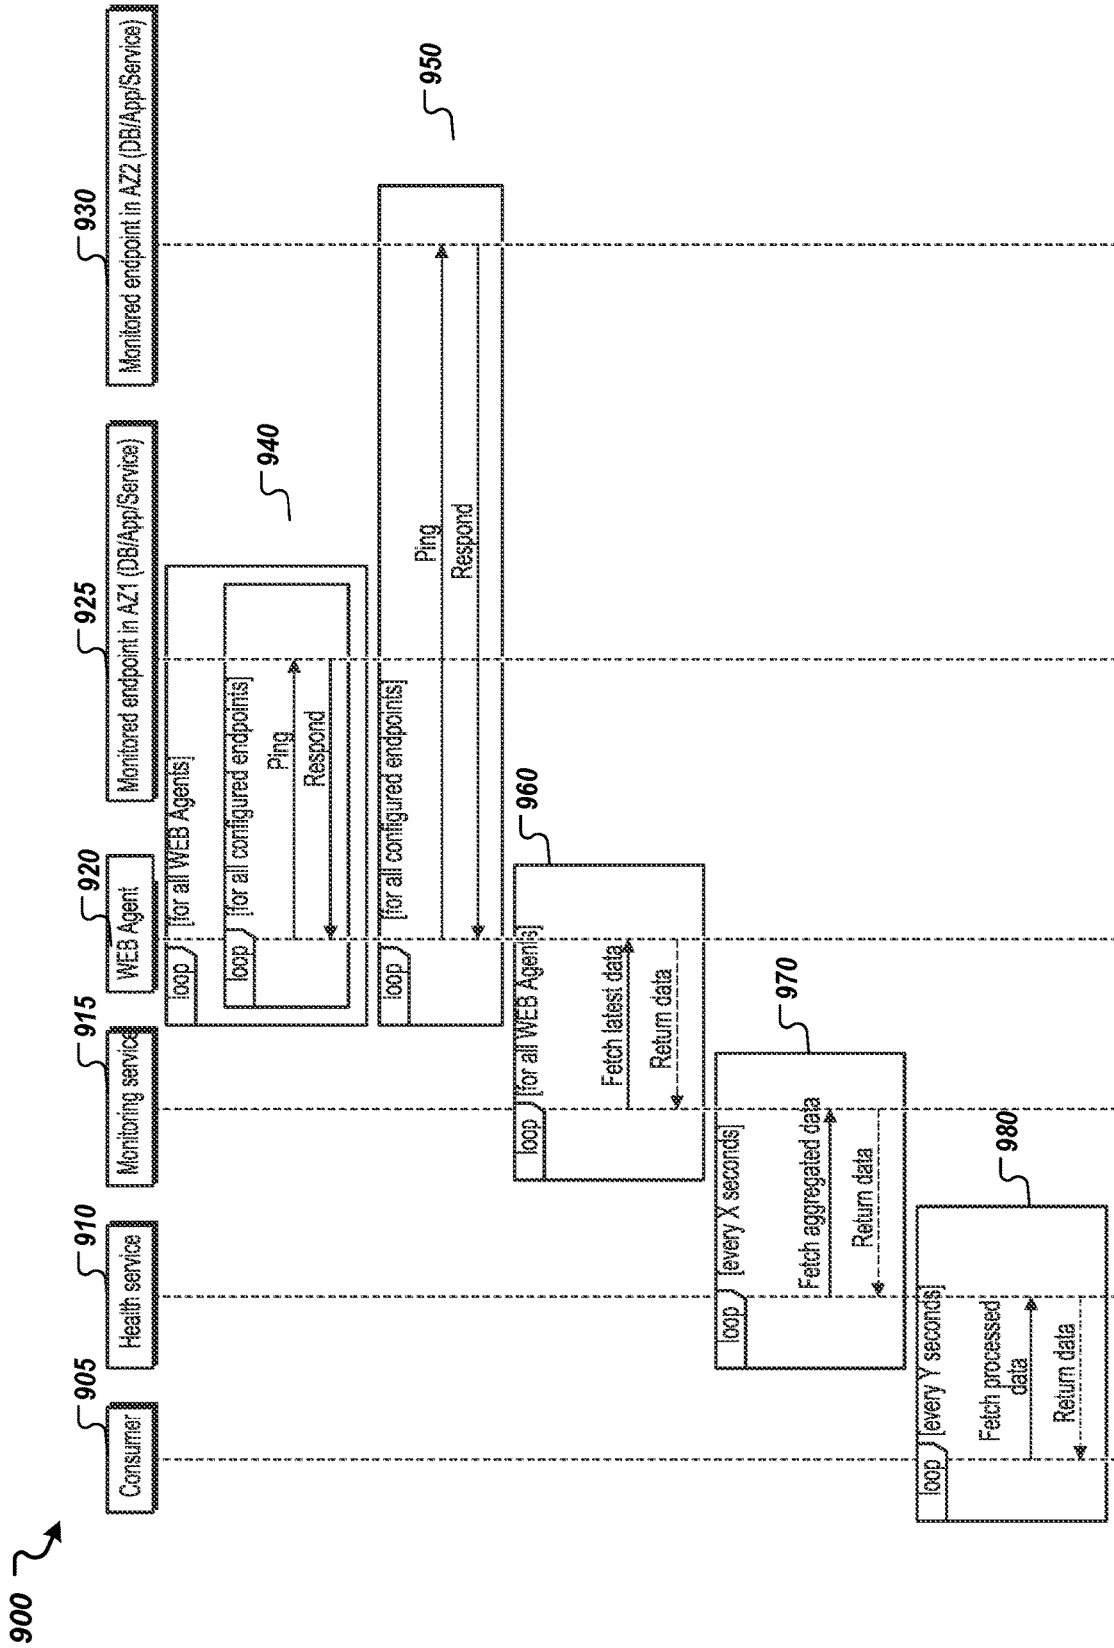 900
905
910
915
920
925
930
Consumer
Health service
Monitoring service
WEB Agent
Monitored endpoint in AZ1 (DB/App/Service)
Monitored endpoint in AZ2 (DB/App/Service)
loop
[for all WEB Agents]
loop
[for all configured endpoints]
Ping
Respond
940
loop
[for all configured endpoints]
Ping
Respond
950
loop
[for all WEB Agents]
Fetch latest data
Return data
960
loop
[every X seconds]
Fetch aggregated data
Return data
970
loop
[every Y seconds]
Fetch processed
data
Return data
980